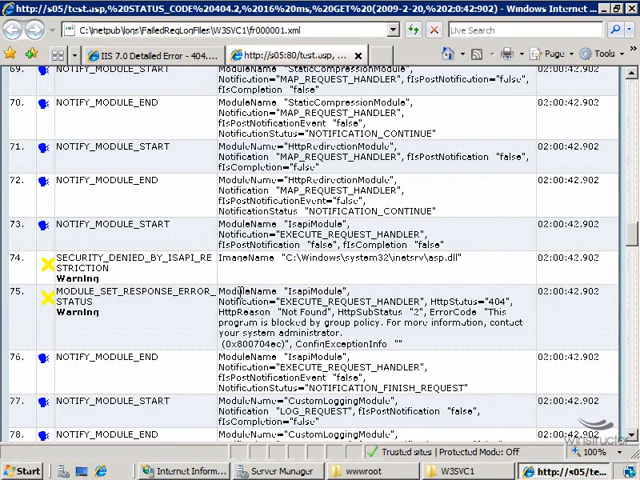 http://s05/test.asp,%20STATUS_CODE%20404.2,%2016%20ms,%20GET%20(2009-2-20,%202:0:42:902) - Windows Internet ...
C:\inetpub\logs\FailedReqLogFiles\W3SVC1\fr000001.xml
Live Search
IIS 7.0 Detailed Error - 404....
http://s05:80/test.asp, ...
Page
Tools
69. NOTIFY_MODULE_START ModuleName "StaticCompressionModule", 02:00:42.902
Notification="MAP_REQUEST_HANDLER", fIsPostNotification="false",
fIsCompletion "false"
70. NOTIFY_MODULE_END ModuleName "StaticCompressionModule", 02:00:42.902
Notification="MAP_REQUEST_HANDLER",
fIsPostNotificationEvent "false",
NotificationStatus="NOTIFICATION_CONTINUE"
71. NOTIFY_MODULE_START ModuleName="HttpRedirectionModule", 02:00:42.902
Notification "MAP_REQUEST_HANDLER", fIsPostNotification "false",
fIsCompletion="false"
72. NOTIFY_MODULE_END ModuleName="HttpRedirectionModule", 02:00:42.902
Notification "MAP_REQUEST_HANDLER",
fIsPostNotificationEvent="false",
NotificationStatus "NOTIFICATION_CONTINUE"
73. NOTIFY_MODULE_START ModuleName="IsapiModule", 02:00:42.902
Notification="EXECUTE_REQUEST_HANDLER",
fIsPostNotification "false", fIsCompletion "false"
74. SECURITY_DENIED_BY_ISAPI_RE ImageName "C:\Windows\system32\inetsrv\asp.dll" 02:00:42.902
STRICTION
Warning
75. MODULE_SET_RESPONSE_ERROR_ ModuleName "IsapiModule", 02:00:42.902
STATUS Notification="EXECUTE_REQUEST_HANDLER", HttpStatus="404",
Warning HttpReason "Not Found", HttpSubStatus "2", ErrorCode "This
program is blocked by group policy. For more information, contact
your system administrator.
(0x800704ec)", ConfigExceptionInfo ""
76. NOTIFY_MODULE_END ModuleName "IsapiModule", 02:00:42.902
Notification="EXECUTE_REQUEST_HANDLER",
fIsPostNotificationEvent "false",
NotificationStatus="NOTIFICATION_FINISH_REQUEST"
77. NOTIFY_MODULE_START ModuleName="CustomLoggingModule", 02:00:42.902
Notification "LOG_REQUEST", fIsPostNotification "false",
fIsCompletion="false"
78. NOTIFY_MODULE_END ModuleName="CustomLoggingModule", 02:00:42.902
winstructor
Trusted sites | Protected Mode: Off
100%
Start
Internet Inform...
Server Manager
wwwroot
W3SVC1
http://s05/te...